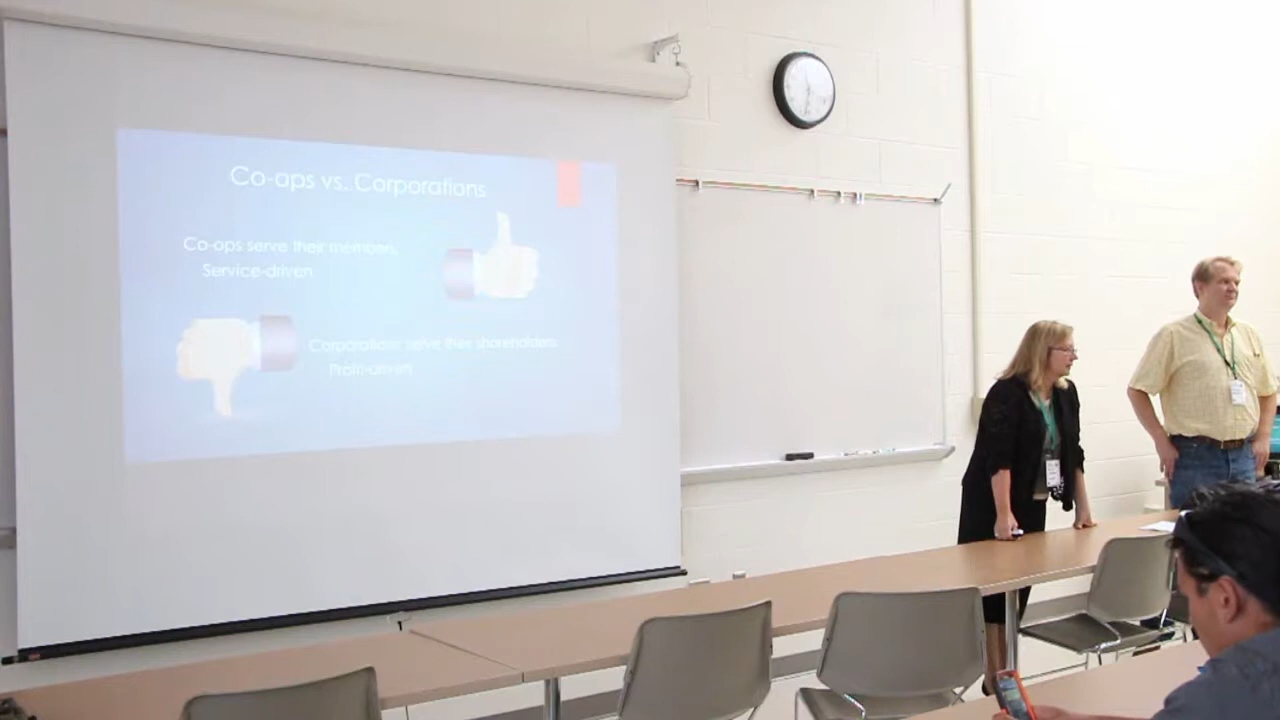 Co-ops vs. Corporations
Co-ops serve their members.
Service-driven
Corporations serve their shareholders.
Profit-driven